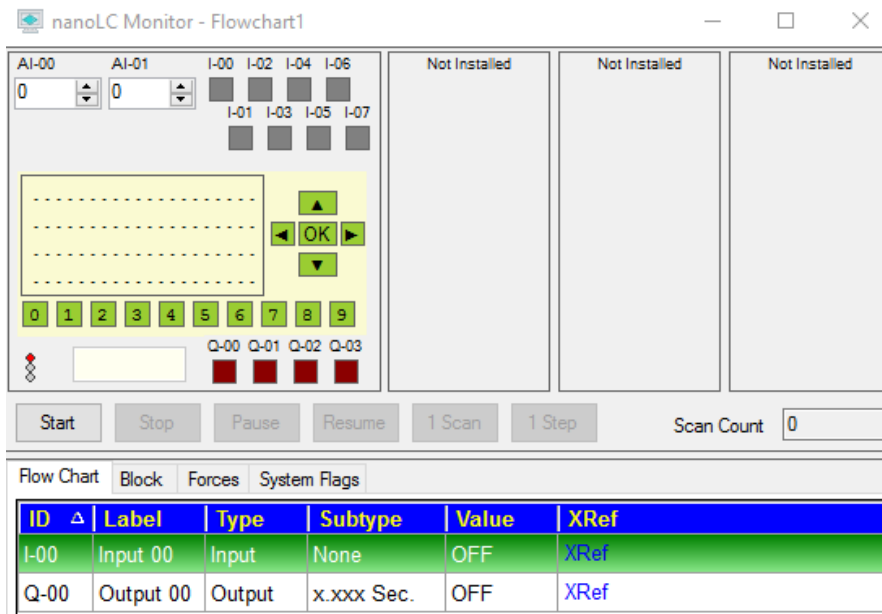 nanoLC Monitor - Flowchart1
AI-00 AI-01 I-00 I-02 I-04 I-06 Not Installed Not Installed Not Installed
0 0
I-01 I-03 I-05 I-07
- - - - - - - - - - - - - - - - - - - -
- - - - - - - - - - - - - - - - - - - -
OK
- - - - - - - - - - - - - - - - - - - -
- - - - - - - - - - - - - - - - - - - -
0 1 2 3 4 5 6 7 8 9
Q-00 Q-01 Q-02 Q-03
Start Stop Pause Resume 1 Scan 1 Step Scan Count 0
Flow Chart Block Forces System Flags
ID Label Type Subtype Value XRef
I-00 Input 00 Input None OFF XRef
Q-00 Output 00 Output x.xxx Sec. OFF XRef